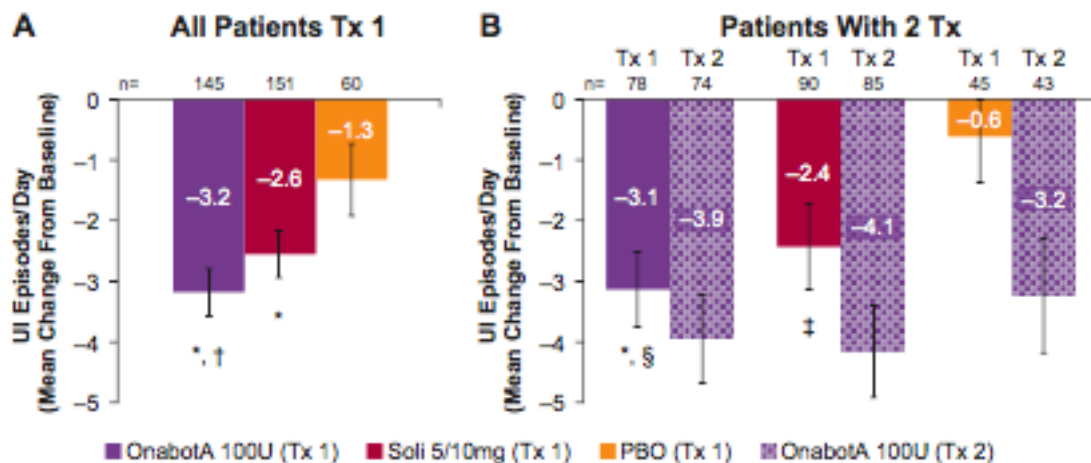 A All Patients Tx 1
n= 145 151 60
0
–1
–2
–3
–4
–5
UI Episodes/Day
(Mean Change From Baseline)
–3.2
–2.6
–1.3
*, †
*
B Patients With 2 Tx
Tx 1 Tx 2 Tx 1 Tx 2 Tx 1 Tx 2
n= 78 74 90 85 45 43
0
–1
–2
–3
–4
–5
UI Episodes/Day
(Mean Change From Baseline)
–3.1
–3.9
–2.4
–4.1
–0.6
–3.2
*, §
‡
OnabotA 100U (Tx 1) Soli 5/10mg (Tx 1) PBO (Tx 1) OnabotA 100U (Tx 2)